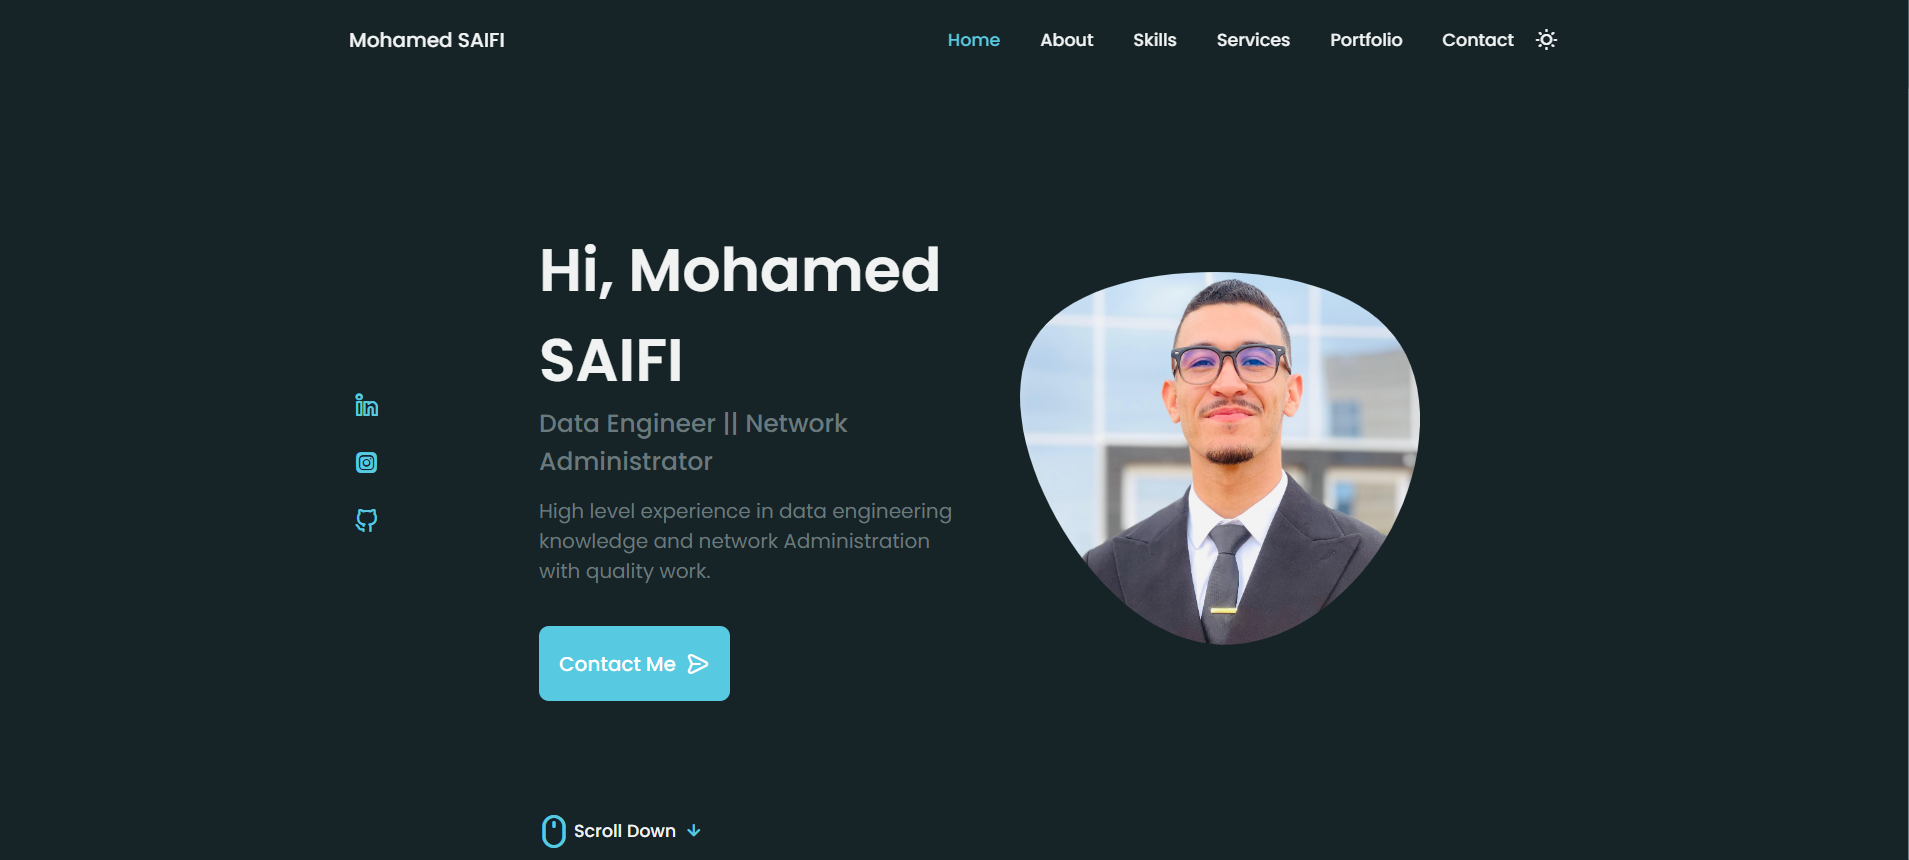 Mohamed SAIFI
Home About Skills Services Portfolio Contact
Hi, Mohamed
SAIFI
Data Engineer || Network
Administrator
High level experience in data engineering
knowledge and network Administration
with quality work.
Contact Me
Scroll Down